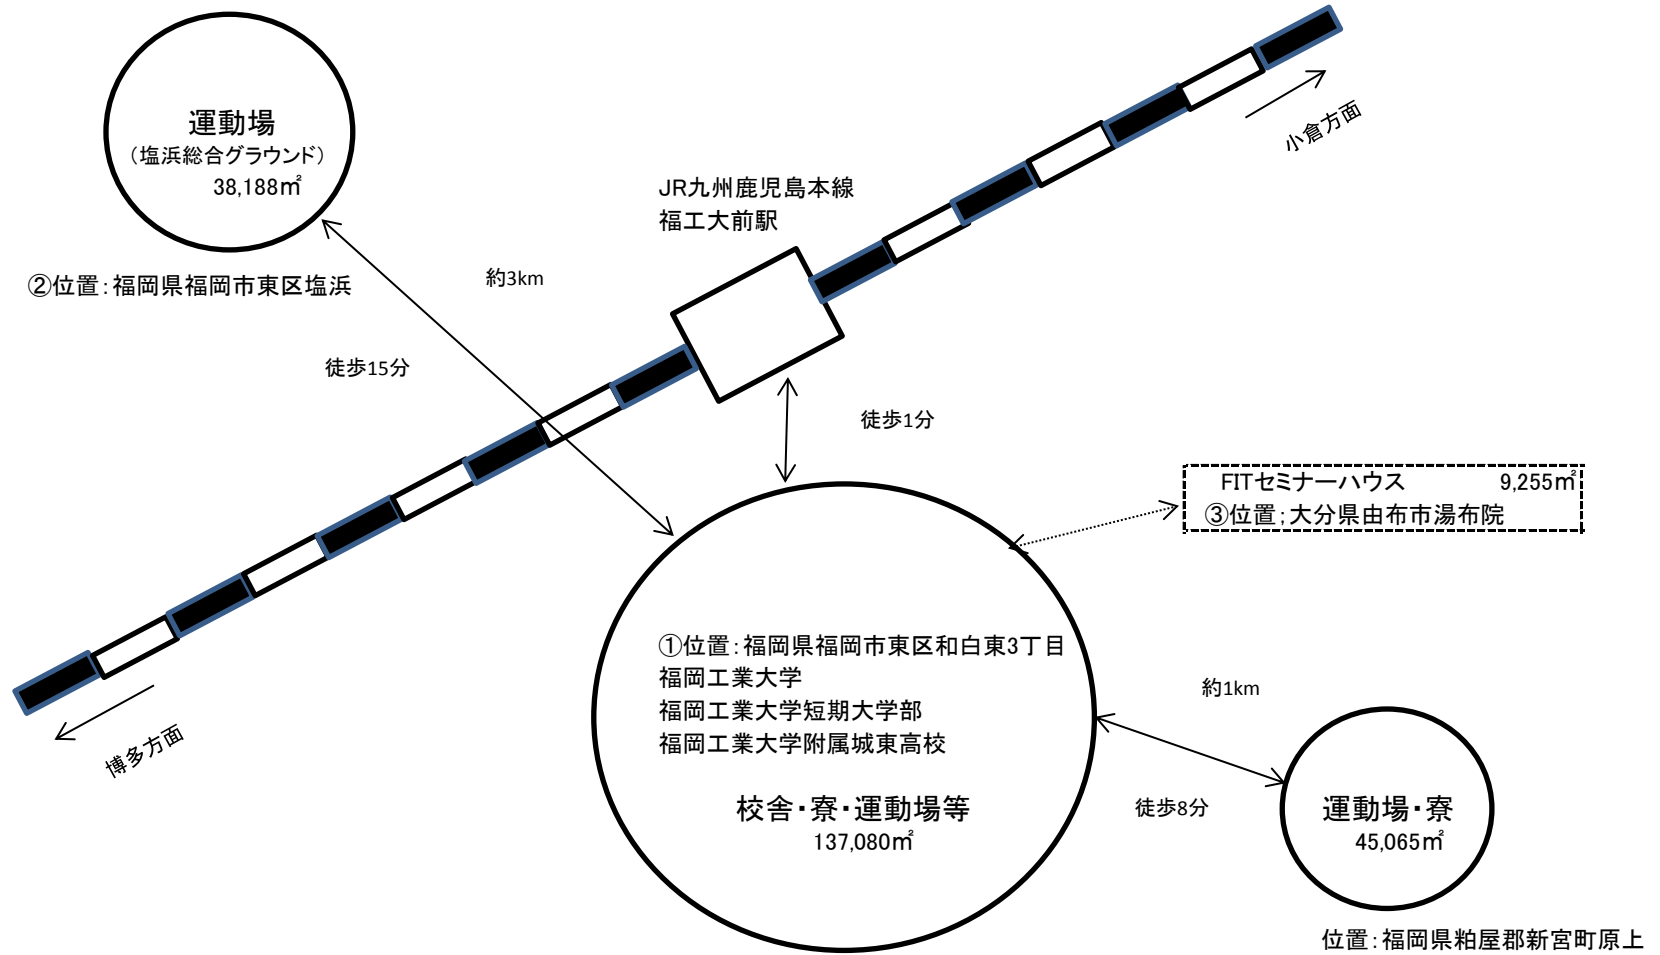 運動場
（塩浜総合グラウンド）
38,188㎡
②位置：福岡県福岡市東区塩浜
約3km
徒歩15分
JR九州鹿児島本線
福工大前駅
小倉方面
徒歩1分
FITセミナーハウス 9,255㎡
③位置；大分県由布市湯布院
①位置：福岡県福岡市東区和白東3丁目
福岡工業大学
福岡工業大学短期大学部
福岡工業大学附属城東高校
校舎・寮・運動場等
137,080㎡
博多方面
約1km
徒歩8分
運動場・寮
45,065㎡
位置：福岡県粕屋郡新宮町原上